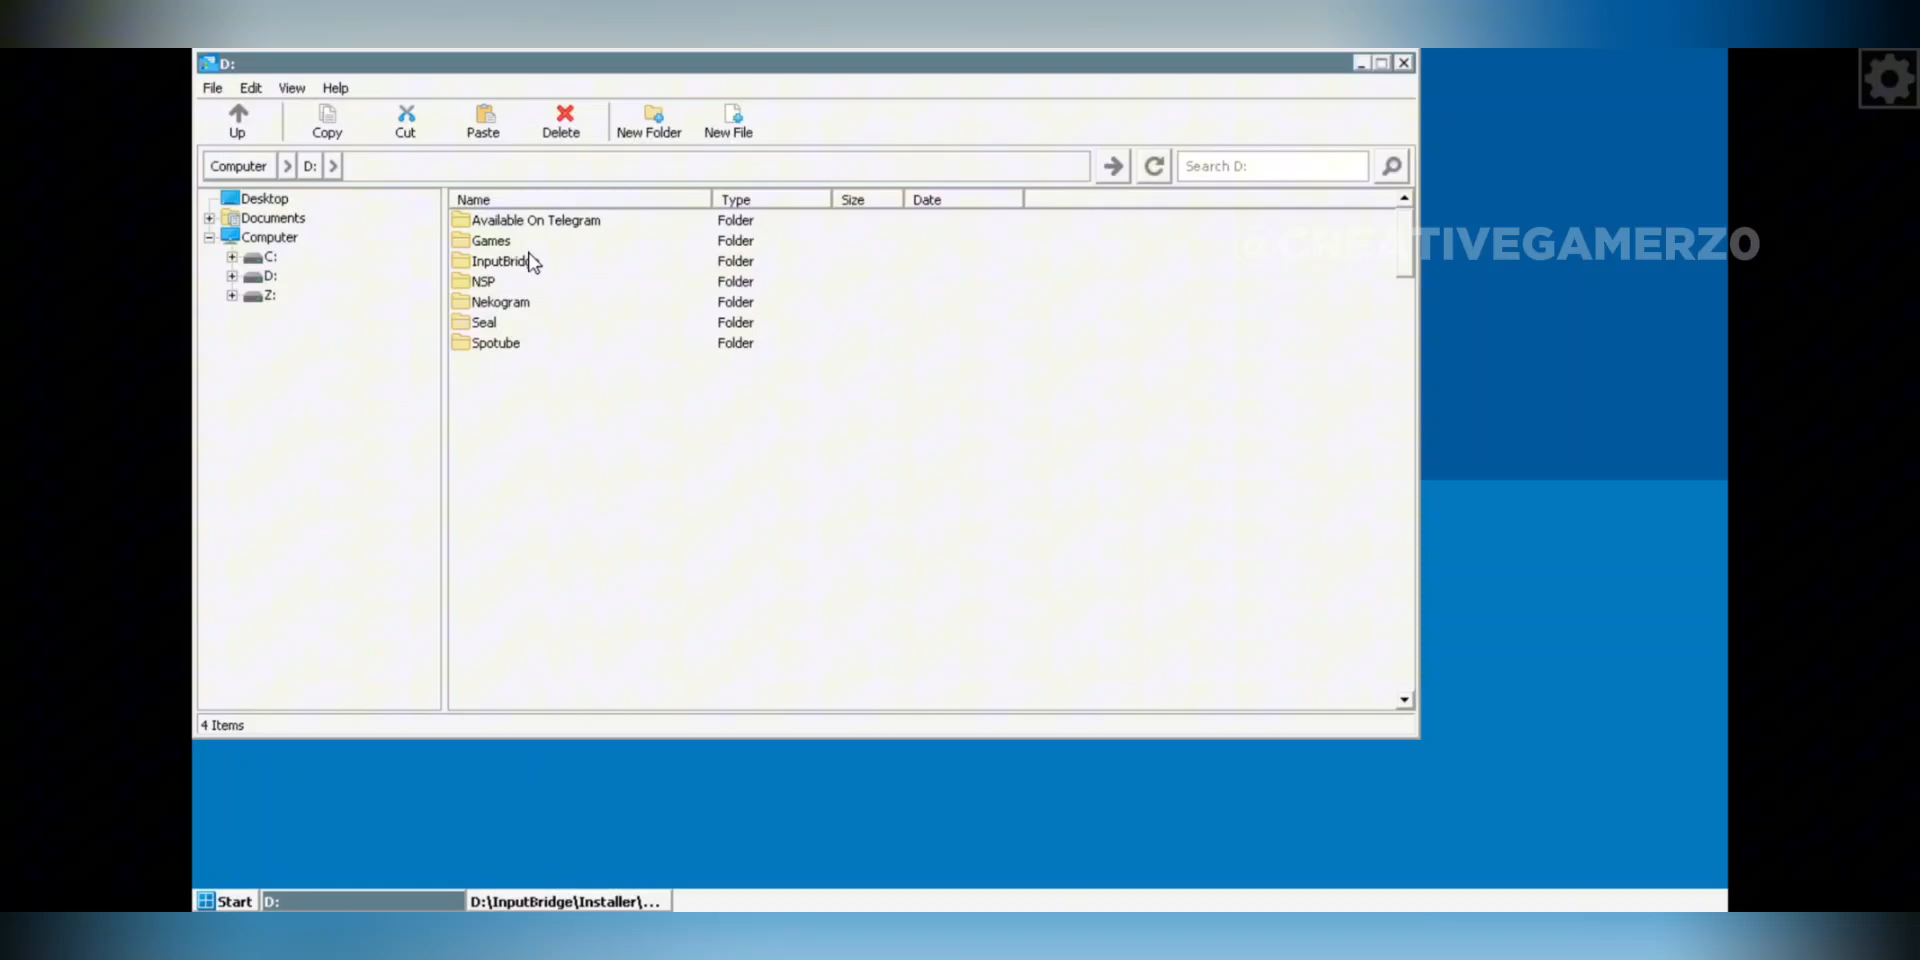 D:
File Edit View Help
Up Copy Cut Paste Delete New Folder New File
Computer D: Search D:
Desktop
Documents
Computer
C:
D:
Z:
Name Type Size Date
Available On Telegram Folder
Games Folder
Folder
NSP Folder
Nekogram Folder
Seal Folder
Spotube Folder
@CREATIVEGAMERZO
4 Items
Start D: D:\InputBridge\Installer\...